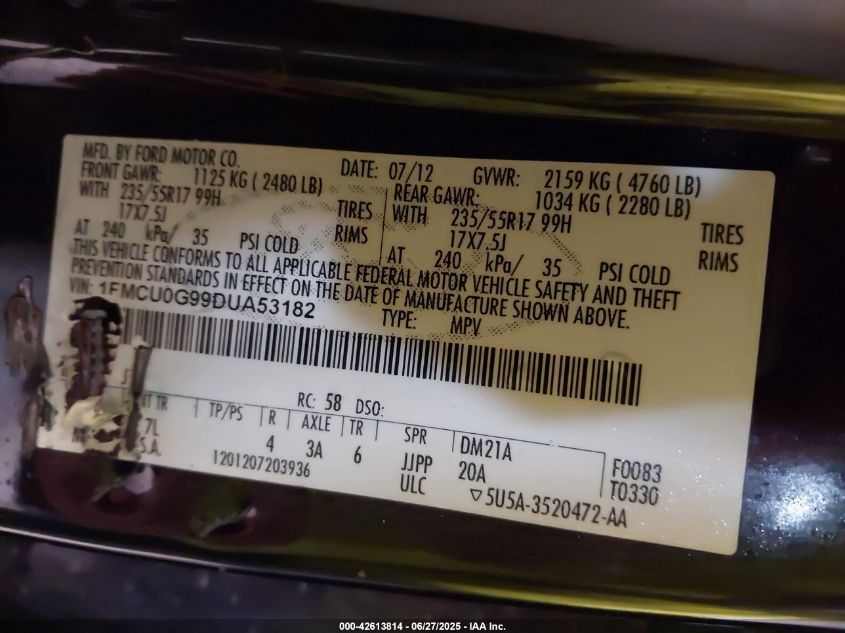 MFD. BY FORD MOTOR CO. DATE: 07/12 GVWR: 2159 KG ( 4760 LB)
FRONT GAWR: 1125 KG ( 2480 LB) REAR GAWR: 1034 KG ( 2280 LB)
WITH 235/55R17 99H TIRES WITH 235/55R17 99H TIRES
17X7.5J RIMS 17X7.5J RIMS
AT 240 kPa/ 35 PSI COLD AT 240 kPa/ 35 PSI COLD
THIS VEHICLE CONFORMS TO ALL APPLICABLE FEDERAL MOTOR VEHICLE SAFETY AND THEFT
PREVENTION STANDARDS IN EFFECT ON THE DATE OF MANUFACTURE SHOWN ABOVE.
VIN: 1FMCU0G99DUA53182 TYPE: MPV
RC: 58 DSO:
NT TR TP/PS R AXLE TR SPR DM21A F0083
7L 4 3A 6 JJPP 20A T0330
S.A. 1201207203936 ULC ▽5U5A-3520472-AA
000-42613814 - 06/27/2025 - IAA Inc.